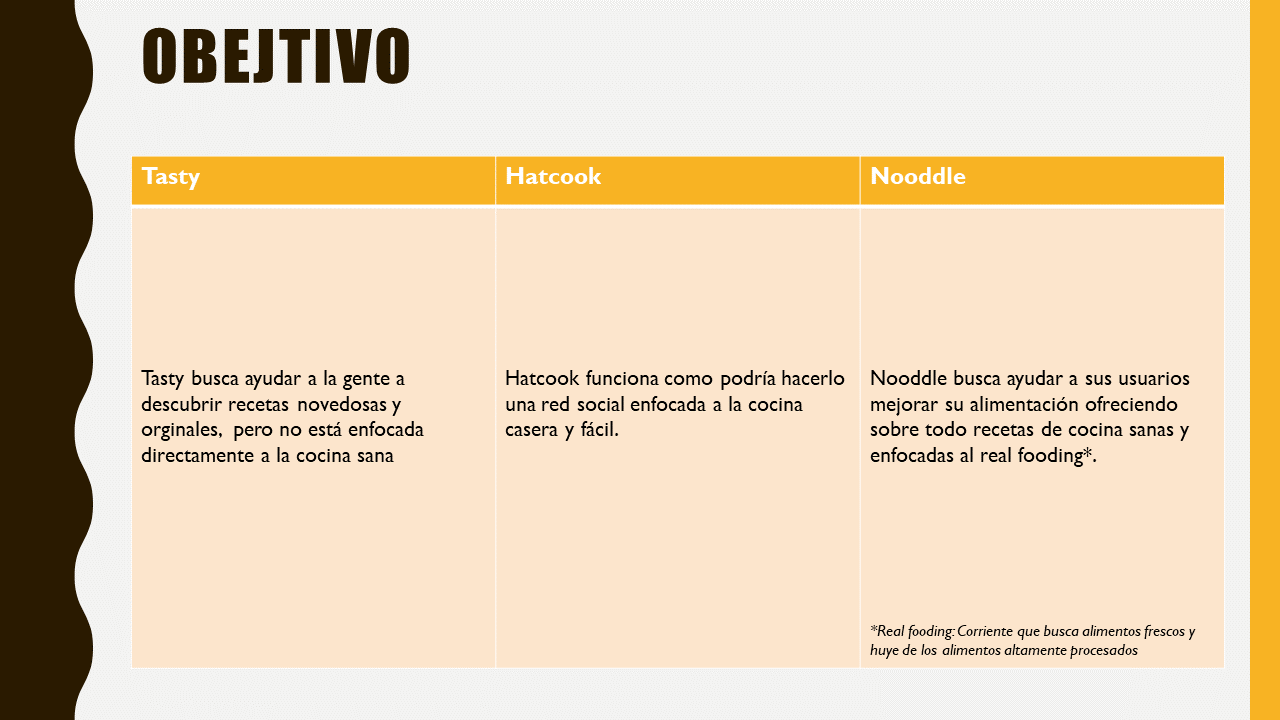 OBEJTIVO
Tasty
Hatcook
Nooddle
Tasty busca ayudar a la gente a
descubrir recetas novedosas y
orginales, pero no está enfocada
directamente a la cocina sana
Hatcook funciona como podría hacerlo
una red social enfocada a la cocina
casera y fácil.
Nooddle busca ayudar a sus usuarios
mejorar su alimentación ofreciendo
sobre todo recetas de cocina sanas y
enfocadas al real fooding*.
*Real fooding: Corriente que busca alimentos frescos y
huye de los alimentos altamente procesados